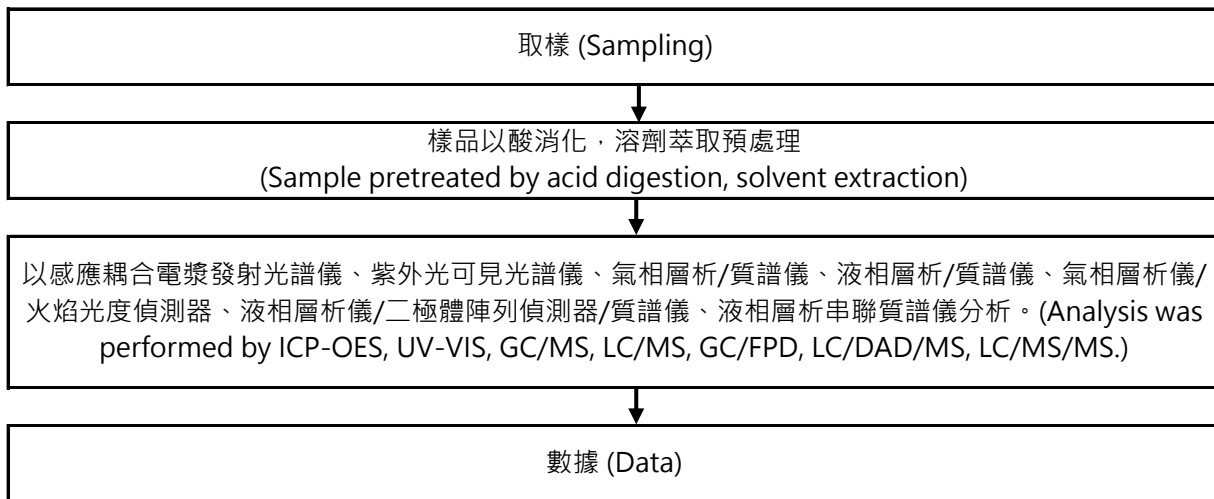 取樣 (Sampling)
樣品以酸消化，溶劑萃取預處理
(Sample pretreated by acid digestion, solvent extraction)
以感應耦合電漿發射光譜儀、紫外光可見光譜儀、氣相層析/質譜儀、液相層析/質譜儀、氣相層析儀/
火焰光度偵測器、液相層析儀/二極體陣列偵測器/質譜儀、液相層析串聯質譜儀分析。(Analysis was
performed by ICP-OES, UV-VIS, GC/MS, LC/MS, GC/FPD, LC/DAD/MS, LC/MS/MS.)
數據 (Data)